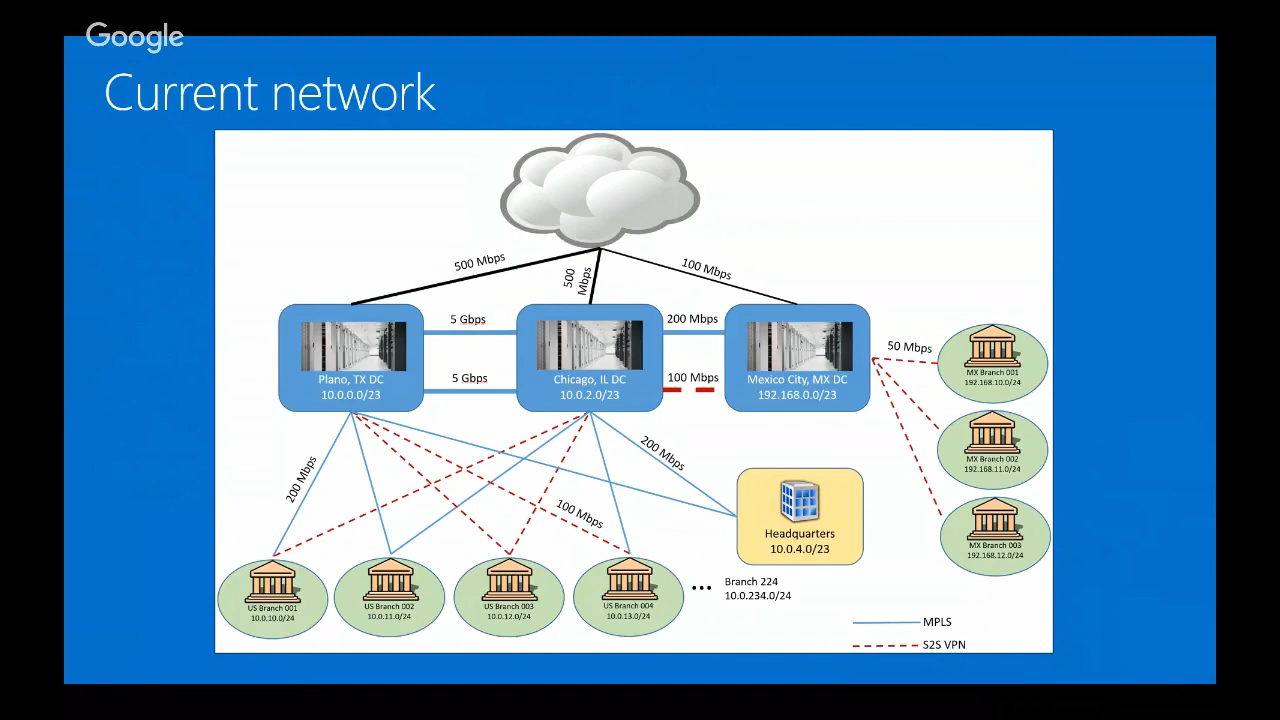 Google
Current network
500 Mbps
500
Mbps
100 Mbps
5 Gbps
200 Mbps
5 Gbps
100 Mbps
Plano, TX DC
10.0.0.0/23
Chicago, IL DC
10.0.2.0/23
Mexico City, MX DC
192.168.0.0/23
50 Mbps
MX Branch 001
192.168.10.0/24
MX Branch 002
192.168.11.0/24
MX Branch 003
192.168.12.0/24
200 Mbps
200 Mbps
100 Mbps
Headquarters
10.0.4.0/23
US Branch 001
10.0.10.0/24
US Branch 002
10.0.11.0/24
US Branch 003
10.0.12.0/24
US Branch 004
10.0.13.0/24
... Branch 224
10.0.234.0/24
MPLS
S2S VPN